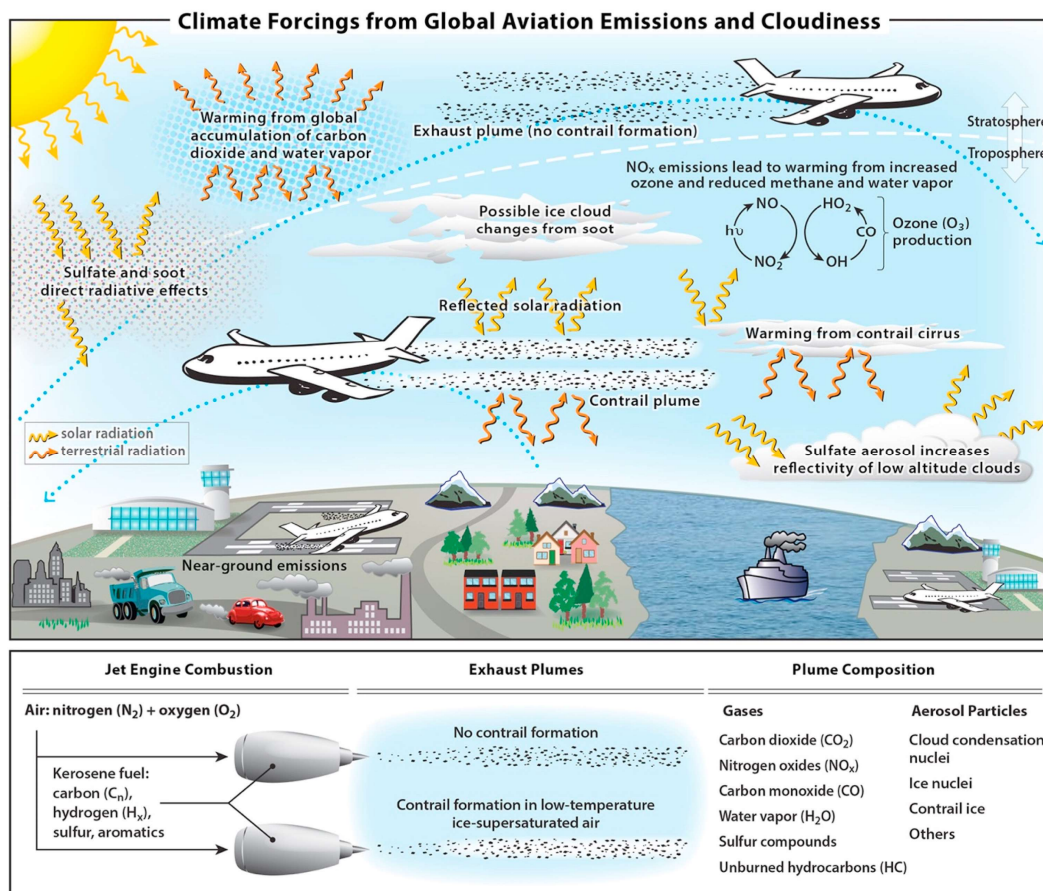 Climate Forcings from Global Aviation Emissions and Cloudiness
Warming from global
accumulation of carbon
dioxide and water vapor
Exhaust plume (no contrail formation)
Stratosphere
Troposphere
NOₓ emissions lead to warming from increased
ozone and reduced methane and water vapor
NO
HO₂
hυ
CO
NO₂
OH
Ozone (O₃)
production
Possible ice cloud
changes from soot
Sulfate and soot
direct radiative effects
Reflected solar radiation
Warming from contrail cirrus
Contrail plume
solar radiation
terrestrial radiation
Sulfate aerosol increases
reflectivity of low altitude clouds
Near-ground emissions
Jet Engine Combustion
Air: nitrogen (N₂) + oxygen (O₂)
Kerosene fuel:
carbon (Cₙ),
hydrogen (Hₓ),
sulfur, aromatics
Exhaust Plumes
No contrail formation
Contrail formation in low-temperature
ice-supersaturated air
Plume Composition
Gases
Carbon dioxide (CO₂)
Nitrogen oxides (NOₓ)
Carbon monoxide (CO)
Water vapor (H₂O)
Sulfur compounds
Unburned hydrocarbons (HC)
Aerosol Particles
Cloud condensation
nuclei
Ice nuclei
Contrail ice
Others